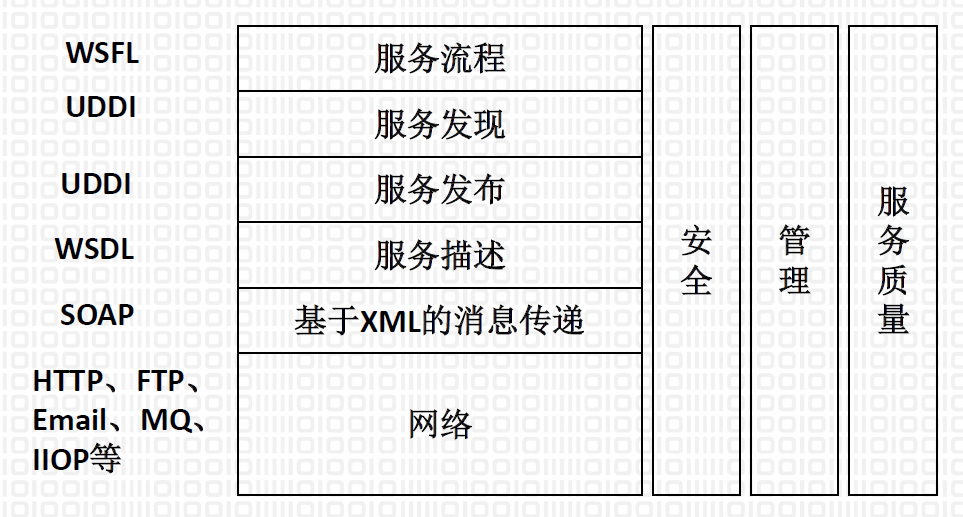 WSFL
服务流程
UDDI
服务发现
UDDI
服务发布
WSDL
服务描述
SOAP
基于XML的消息传递
HTTP、FTP、
Email、MQ、
IIOP等
网络
安全
管理
服务质量